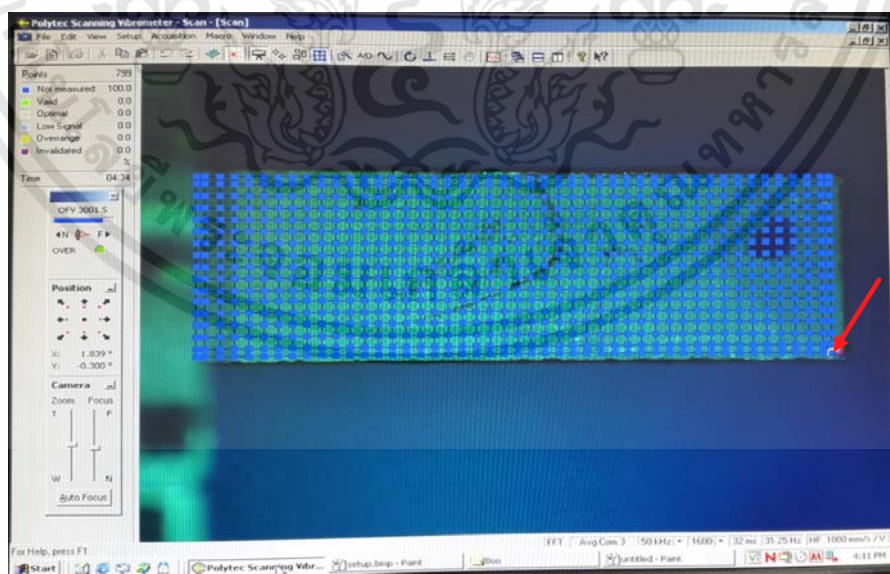 Polytec Scanning Vibrometer - Scan - [Scan]
File Edit View Setup Acquisition Macro Window Help
A/D
Points 799
Not measured 100.0
Valid 0.0
Optimal 0.0
Low Signal 0.0
Overrange 0.0
Invalidated 0.0
%
Time 04:34
OFV 3001 S
N F
OVER
Position
X: 1.839 °
Y: -0.300 °
Camera
Zoom Focus
T F
W N
Auto Focus
For Help, press F1
FFT Avg Com 3 50 kHz 1600 32 ms 31.25 Hz HF 1000 mm/s / V
Start Polytec Scanning Vibr... setup.bmp - Paint untitled - Paint 4:11 PM